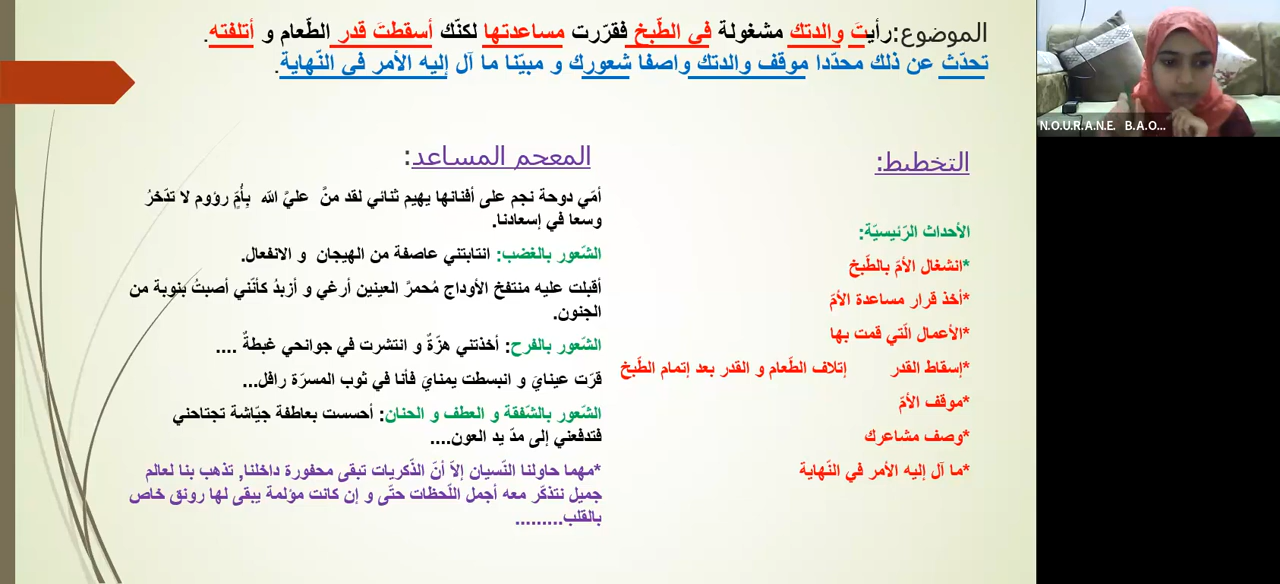 الموضوع:رأيتَ والدتك مشغولة في الطّبخ فقرّرت مساعدتها لكنّك أسقطتَ قدر الطّعام و أتلفته.
تحدّث عن ذلك محدّدا موقف والدتك واصفا شعورك و مبيّنا ما آل إليه الأمر في النّهاية.
التخطيط:
الأحداث الرّئيسيّة:
*انشغال الأمّ بالطّبخ
*أخذ قرار مساعدة الأمّ
*الأعمال الّتي قمت بها
*إسقاط القدر إتلاف الطّعام و القدر بعد إتمام الطّبخ
*موقف الأمّ
*وصف مشاعرك
*ما آل إليه الأمر في النّهاية
المعجم المساعد:
أمّي دوحة نجم على أفنانها يهيم ثنائي لقد منَّ عليَّ الله بِأُمٍّ رؤوم لا تدّخرُ
وسعا في إسعادنا.
الشّعور بالغضب: انتابتني عاصفة من الهيجان و الانفعال.
أقبلت عليه منتفخ الأوداج مُحمرَّ العينين أرغي و أزبدُ كأنّني أصبتُ بنوبة من
الجنون.
الشّعور بالفرح: أخذتني هزّةٌ و انتشرت في جوانحي غبطةٌ ....
قرّت عينايَ و انبسطت يمنايَ فأنا في ثوب المسرّة رافل...
الشّعور بالشّفقة و العطف و الحنان: أحسست بعاطفة جيّاشة تجتاحني
فتدفعني إلى مدّ يد العون....
*مهما حاولنا النّسيان إلاّ أنّ الذّكريات تبقى محفورة داخلنا, تذهب بنا لعالم
جميل نتذكّر معه أجمل اللّحظات حتّى و إن كانت مؤلمة يبقى لها رونق خاص
بالقلب.........
N.O.U.R.A.N.E. B.A.O...